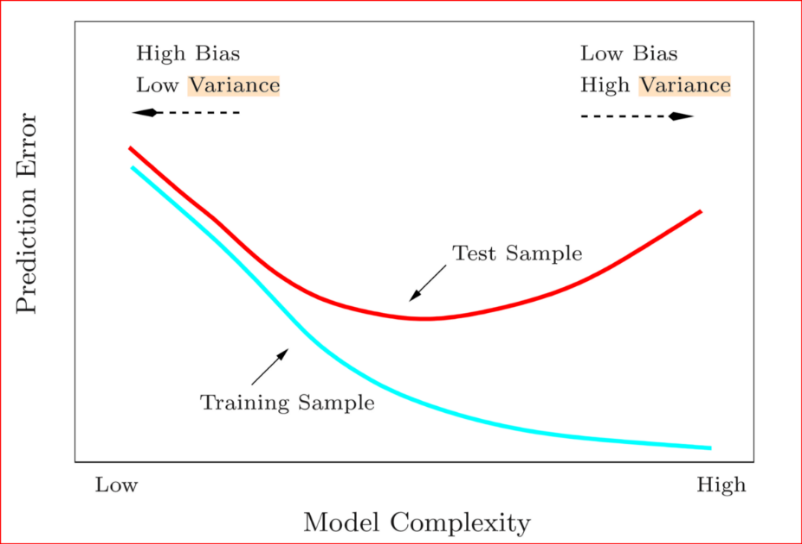 High Bias
Low Variance
Low Bias
High Variance
Prediction Error
Test Sample
Training Sample
Low
High
Model Complexity